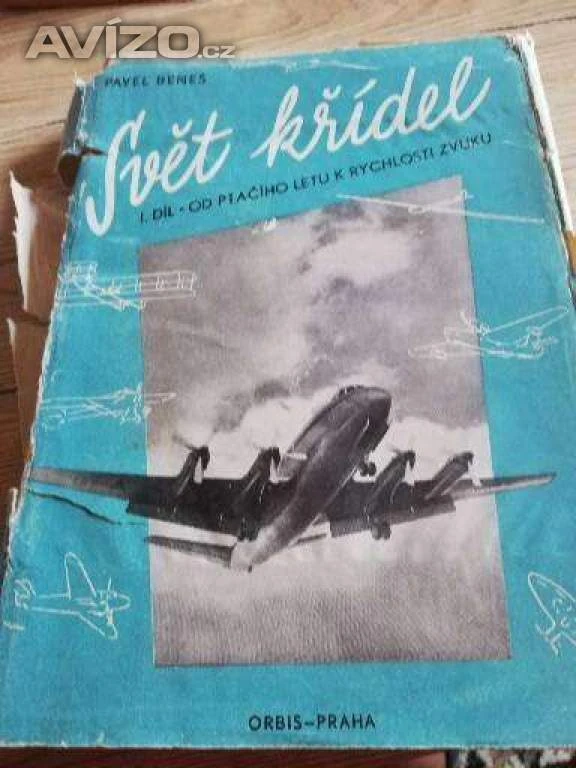 AVÍZO.cz
PAVEL BENEŠ
Svět křídel
I. DÍL • OD PTAČÍHO LETU K RYCHLOSTI ZVUKU
ORBIS–PRAHA